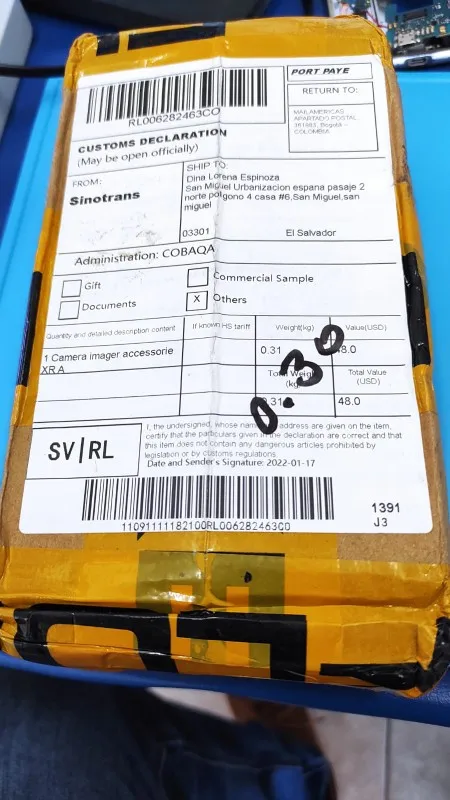 PORT PAYE
RL006282463CO
RETURN TO:
MAILAMERICAS
APARTADO POSTAL
Bogotá -
COLOMBIA
CUSTOMS DECLARATION
(May be open officially)
FROM:
Sinotrans
SHIP TO:
Dina Lorena Espinoza
San Miguel Urbanizacion espana pasaje 2
norte poligono 4 casa #6,San Miguel,san
miguel
03301
El Salvador
Administration: COBAQA
Gift
Commercial Sample
Documents
X Others
Quantity and detailed description content
If known HS tariff
Weight(kg)
Value(USD)
1 Camera imager accessorie
XR A
0.31
48.0
Total Weight
(kg)
Total Value
(USD)
0.31
48.0
0.30
SV|RL
I, the undersigned, whose name and address are given on the item,
certify that the particulars given in the declaration are correct and that
this item does not contain any dangerous articles prohibited by
legislation or by customs regulations.
Date and Sender's Signature: 2022-01-17
11091111182100RL006282463CO
1391
J3